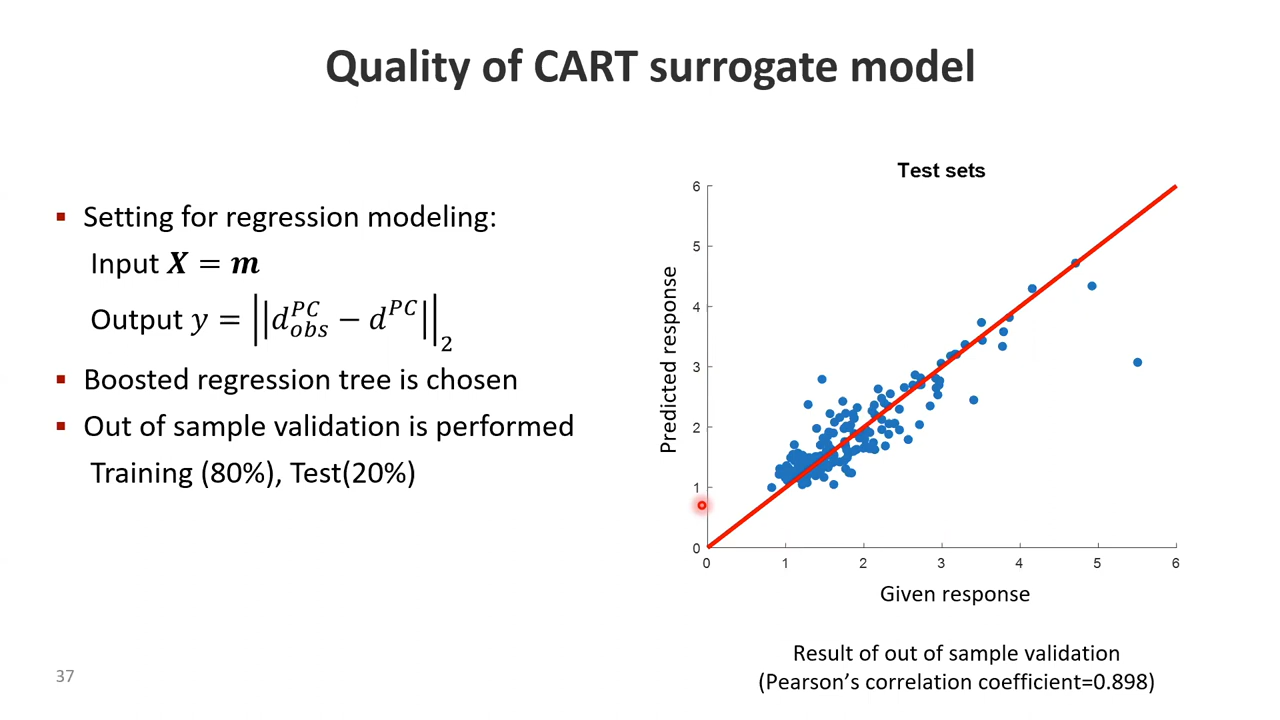 Quality of CART surrogate model
▪ Setting for regression modeling:
Input 𝑿 = 𝒎
Output 𝑦 = ||𝑑_{obs}^{PC} − 𝑑^{PC}||_2
▪ Boosted regression tree is chosen
▪ Out of sample validation is performed
Training (80%), Test(20%)
Test sets
6
5
4
3
2
1
0
Predicted response
0 1 2 3 4 5 6
Given response
Result of out of sample validation
(Pearson’s correlation coefficient=0.898)
37